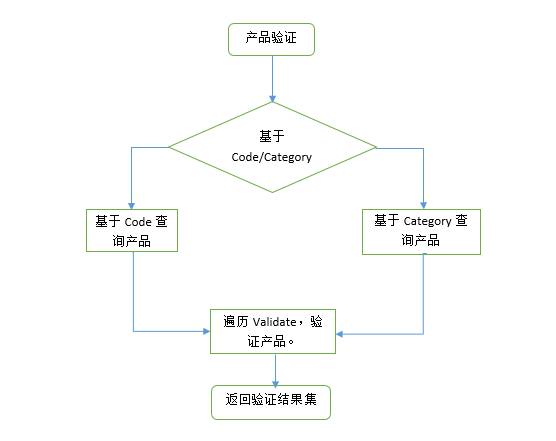 产品验证
基于
Code/Category
基于 Code 查
询产品
基于 Category 查
询产品
遍历 Validate，验
证产品。
返回验证结果集